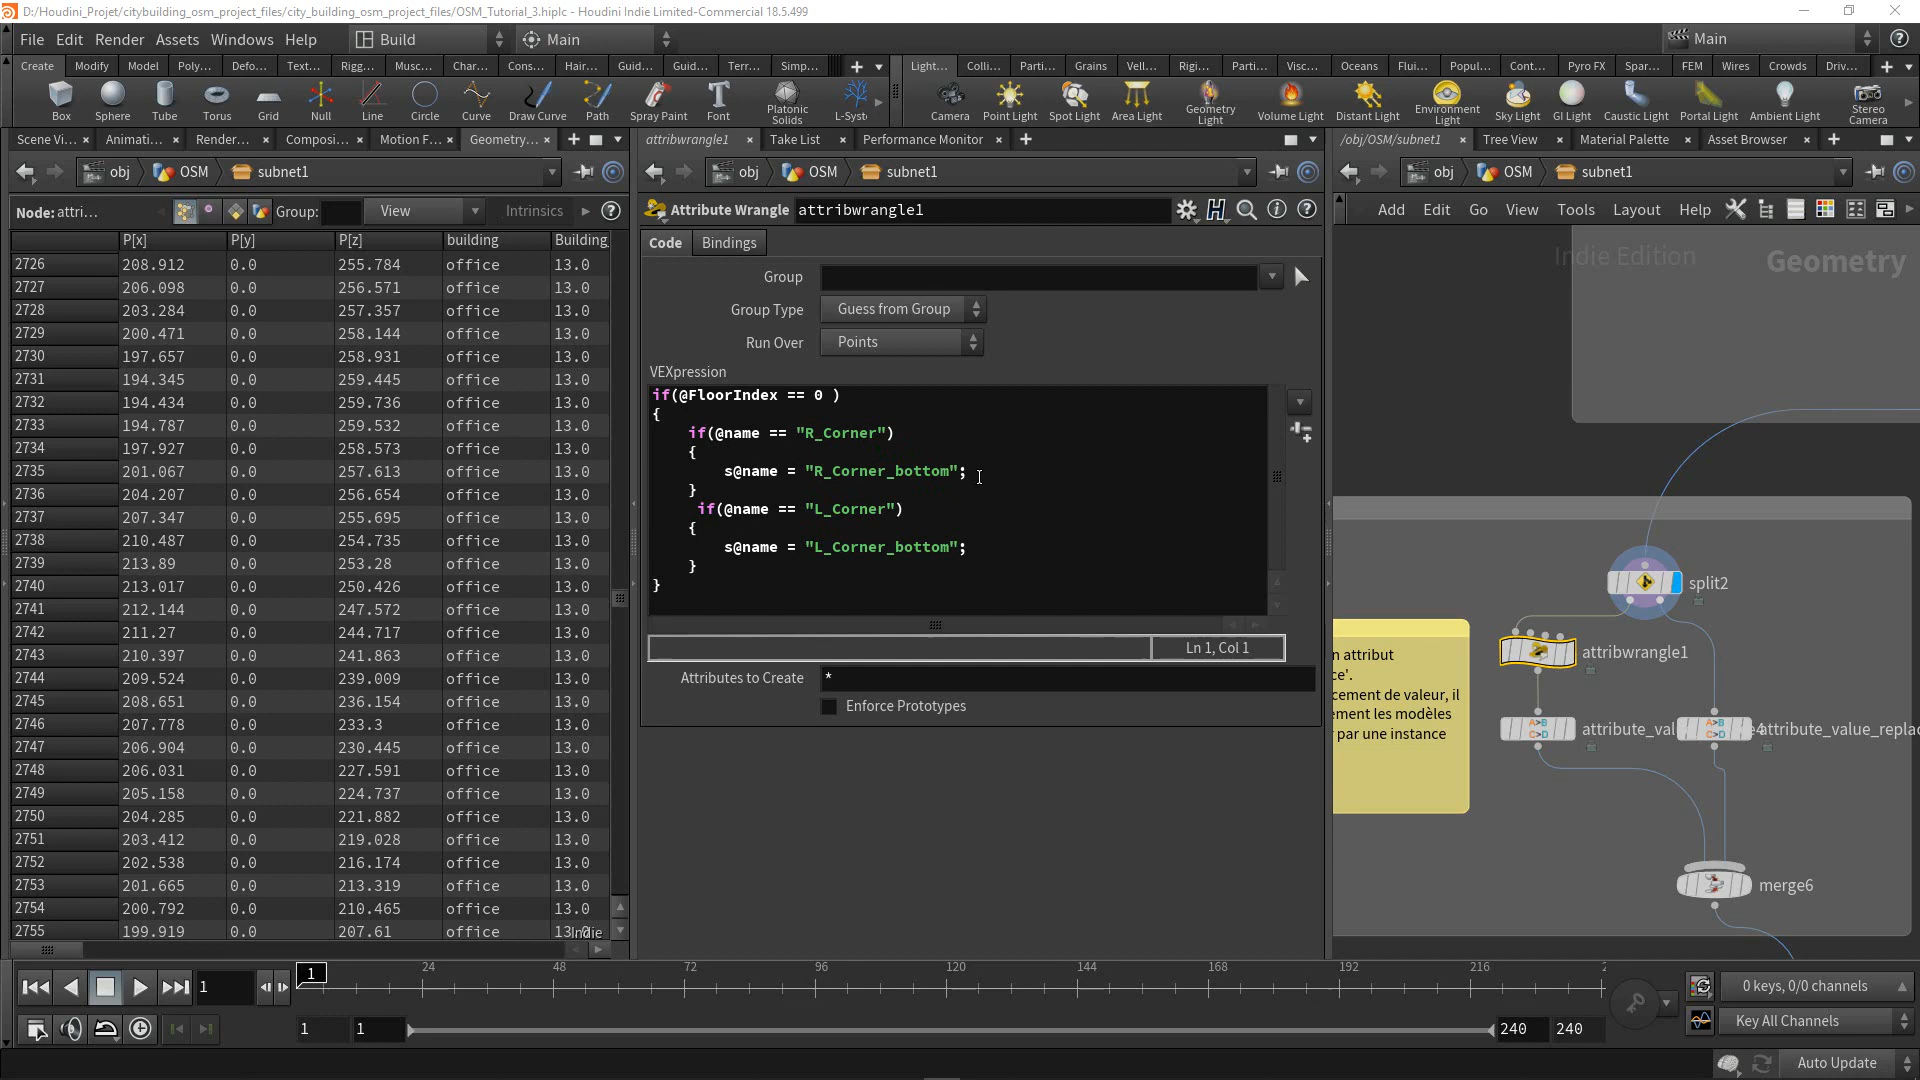 D:/Houdini_Projet/citybuilding_osm_project_files/city_building_osm_project_files/OSM_Tutorial_3.hiplc - Houdini Indie Limited-Commercial 18.5.499
File Edit Render Assets Windows Help Build Main Main
Create Modify Model Poly... Defo... Text... Rigg... Musc... Char... Cons... Hair... Guid... Guid... Terr... Simp... Light... Colli... Parti... Grains Vell... Rigi... Parti... Visc... Oceans Flui... Popul... Cont... Pyro FX Spar... FEM Wires Crowds Driv...
Box Sphere Tube Torus Grid Null Line Circle Curve Draw Curve Path Spray Paint Font Platonic Solids L-Syst Camera Point Light Spot Light Area Light Geometry Light Volume Light Distant Light Environment Light Sky Light GI Light Caustic Light Portal Light Ambient Light Stereo Camera
Scene Vi... Animati... Render... Composi... Motion F... Geometry... attribwrangle1 Take List Performance Monitor /obj/OSM/subnet1 Tree View Material Palette Asset Browser
obj OSM subnet1 obj OSM subnet1 obj OSM subnet1
Node: attri... Group: View Intrinsics
P[x] P[y] P[z] building Building
2726 208.912 0.0 255.784 office 13.0
2727 206.098 0.0 256.571 office 13.0
2728 203.284 0.0 257.357 office 13.0
2729 200.471 0.0 258.144 office 13.0
2730 197.657 0.0 258.931 office 13.0
2731 194.345 0.0 259.445 office 13.0
2732 194.434 0.0 259.736 office 13.0
2733 194.787 0.0 259.532 office 13.0
2734 197.927 0.0 258.573 office 13.0
2735 201.067 0.0 257.613 office 13.0
2736 204.207 0.0 256.654 office 13.0
2737 207.347 0.0 255.695 office 13.0
2738 210.487 0.0 254.735 office 13.0
2739 213.89 0.0 253.28 office 13.0
2740 213.017 0.0 250.426 office 13.0
2741 212.144 0.0 247.572 office 13.0
2742 211.27 0.0 244.717 office 13.0
2743 210.397 0.0 241.863 office 13.0
2744 209.524 0.0 239.009 office 13.0
2745 208.651 0.0 236.154 office 13.0
2746 207.778 0.0 233.3 office 13.0
2747 206.904 0.0 230.445 office 13.0
2748 206.031 0.0 227.591 office 13.0
2749 205.158 0.0 224.737 office 13.0
2750 204.285 0.0 221.882 office 13.0
2751 203.412 0.0 219.028 office 13.0
2752 202.538 0.0 216.174 office 13.0
2753 201.665 0.0 213.319 office 13.0
2754 200.792 0.0 210.465 office 13.0
2755 199.919 0.0 207.61 office 13.0
Indie
Attribute Wrangle attribwrangle1
Code Bindings
Group
Group Type Guess from Group
Run Over Points
VEXpression
if(@FloorIndex == 0 )
{
if(@name == "R_Corner")
{
s@name = "R_Corner_bottom";
}
if(@name == "L_Corner")
{
s@name = "L_Corner_bottom";
}
}
Ln 1, Col 1
Attributes to Create *
Enforce Prototypes
Add Edit Go View Tools Layout Help
Indie Edition Geometry
split2
n attribut
ce'.
cement de valeur, il
ement les modèles
r par une instance
attribwrangle1
A>B
C>D
attribute_val
A>B
C>D
attribute_value_replac
merge6
1 1 24 48 72 96 120 144 168 192 216 2
0 keys, 0/0 channels
1 1 240 240 Key All Channels
Auto Update